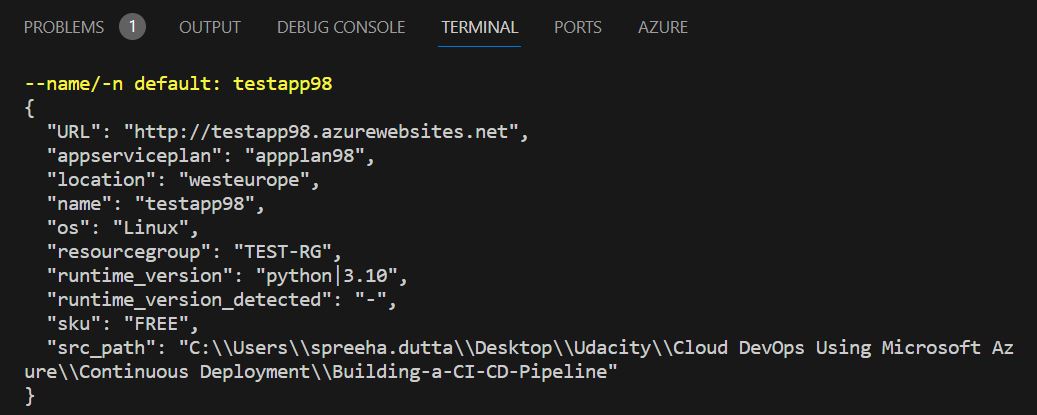 PROBLEMS 1 OUTPUT DEBUG CONSOLE TERMINAL PORTS AZURE
--name/-n default: testapp98
{
  "URL": "http://testapp98.azurewebsites.net",
  "appserviceplan": "appplan98",
  "location": "westeurope",
  "name": "testapp98",
  "os": "Linux",
  "resourcegroup": "TEST-RG",
  "runtime_version": "python|3.10",
  "runtime_version_detected": "-",
  "sku": "FREE",
  "src_path": "C:\\Users\\spreeha.dutta\\Desktop\\Udacity\\Cloud DevOps Using Microsoft Az
ure\\Continuous Deployment\\Building-a-CI-CD-Pipeline"
}